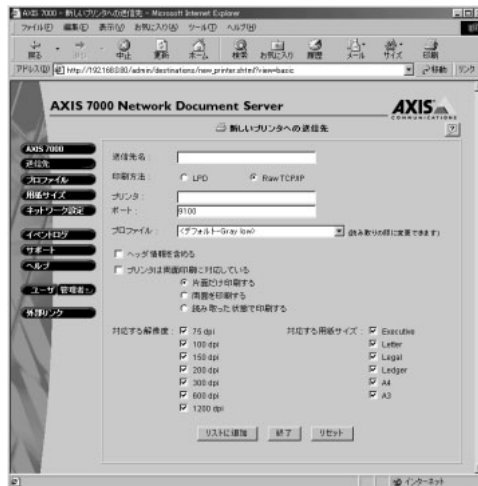 AXIS 7000 - 新しいプリンタへの送信先 - Microsoft Internet Explorer
ファイル(F) 編集(E) 表示(V) お気に入り(A) ツール(T) ヘルプ(H)
戻る 中止 更新 ホーム 検索 お気に入り 履歴 メール サイズ 印刷
アドレス(D) http://192.168.0.80/admin/destinations/new_printer.shtml?view=basic 移動 リンク
AXIS 7000 Network Document Server
AXIS
COMMUNICATIONS
新しいプリンタへの送信先
?
AXIS 7000
送信先
プロファイル
用紙サイズ
ネットワーク設定
イベントログ
サポート
ヘルプ
ユーザ 管理者
外部リンク
送信先名:
印刷方法: LPD Raw TCP/IP
プリンタ:
ポート: 9100
プロファイル: <デフォルト-Gray low> (読み取りの際に変更できます)
ヘッダ情報を含める
プリンタは両面印刷に対応している
片面だけ印刷する
両面を印刷する
読み取った状態で印刷する
対応する解像度: 75 dpi 対応する用紙サイズ: Executive
100 dpi Letter
150 dpi Legal
200 dpi Ledger
300 dpi A4
600 dpi A3
1200 dpi
リストに追加 終了 リセット
インターネット